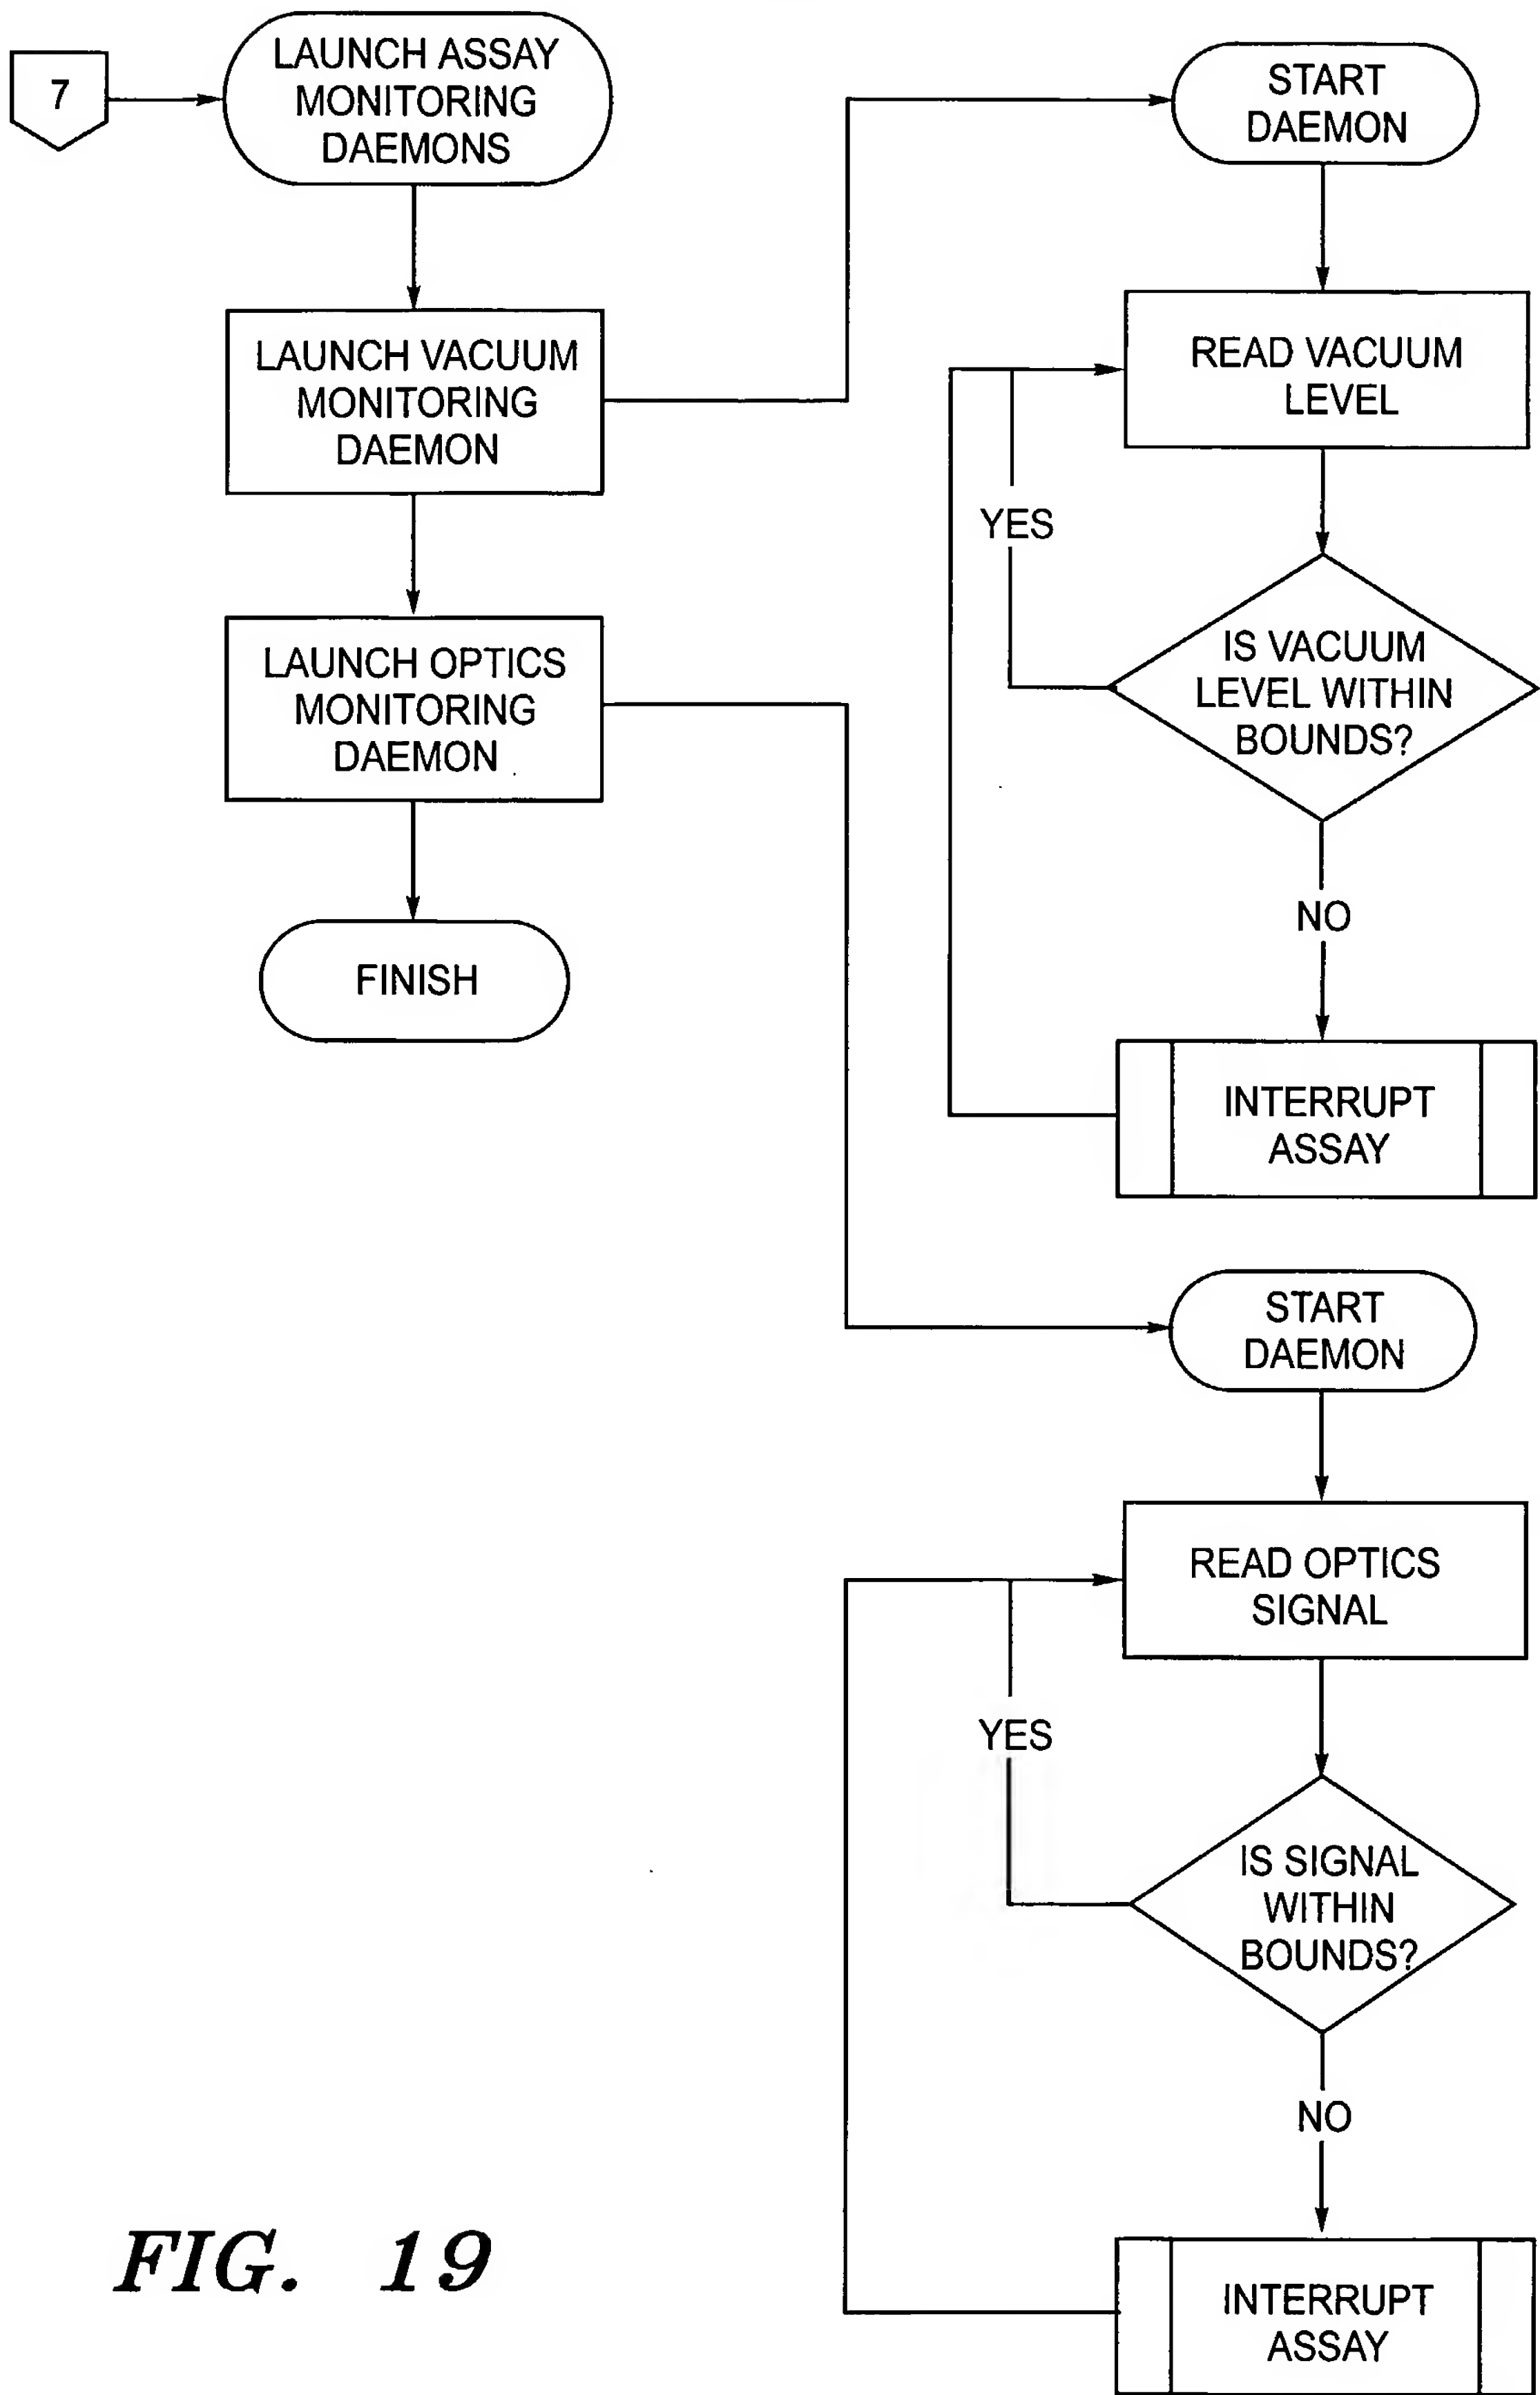 7
LAUNCH ASSAY
MONITORING
DAEMONS
LAUNCH VACUUM
MONITORING
DAEMON
LAUNCH OPTICS
MONITORING
DAEMON
FINISH
START
DAEMON
READ VACUUM
LEVEL
YES
IS VACUUM
LEVEL WITHIN
BOUNDS?
NO
INTERRUPT
ASSAY
START
DAEMON
READ OPTICS
SIGNAL
YES
IS SIGNAL
WITHIN
BOUNDS?
NO
INTERRUPT
ASSAY
FIG. 19